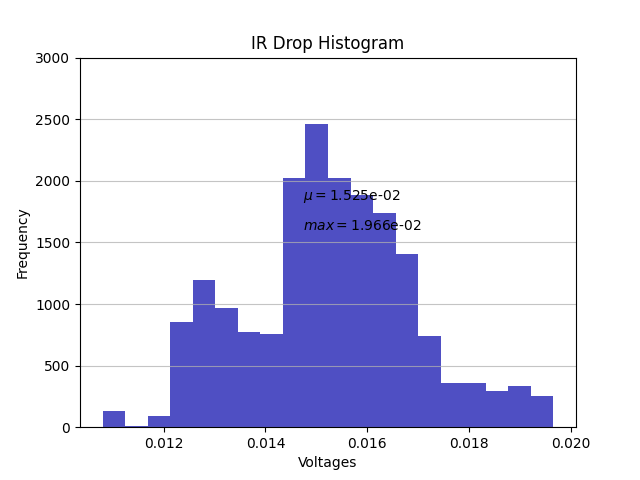 IR Drop Histogram
3000
2500
2000
1500
1000
500
0
Frequency
μ = 1.525e-02
max = 1.966e-02
0.012 0.014 0.016 0.018 0.020
Voltages